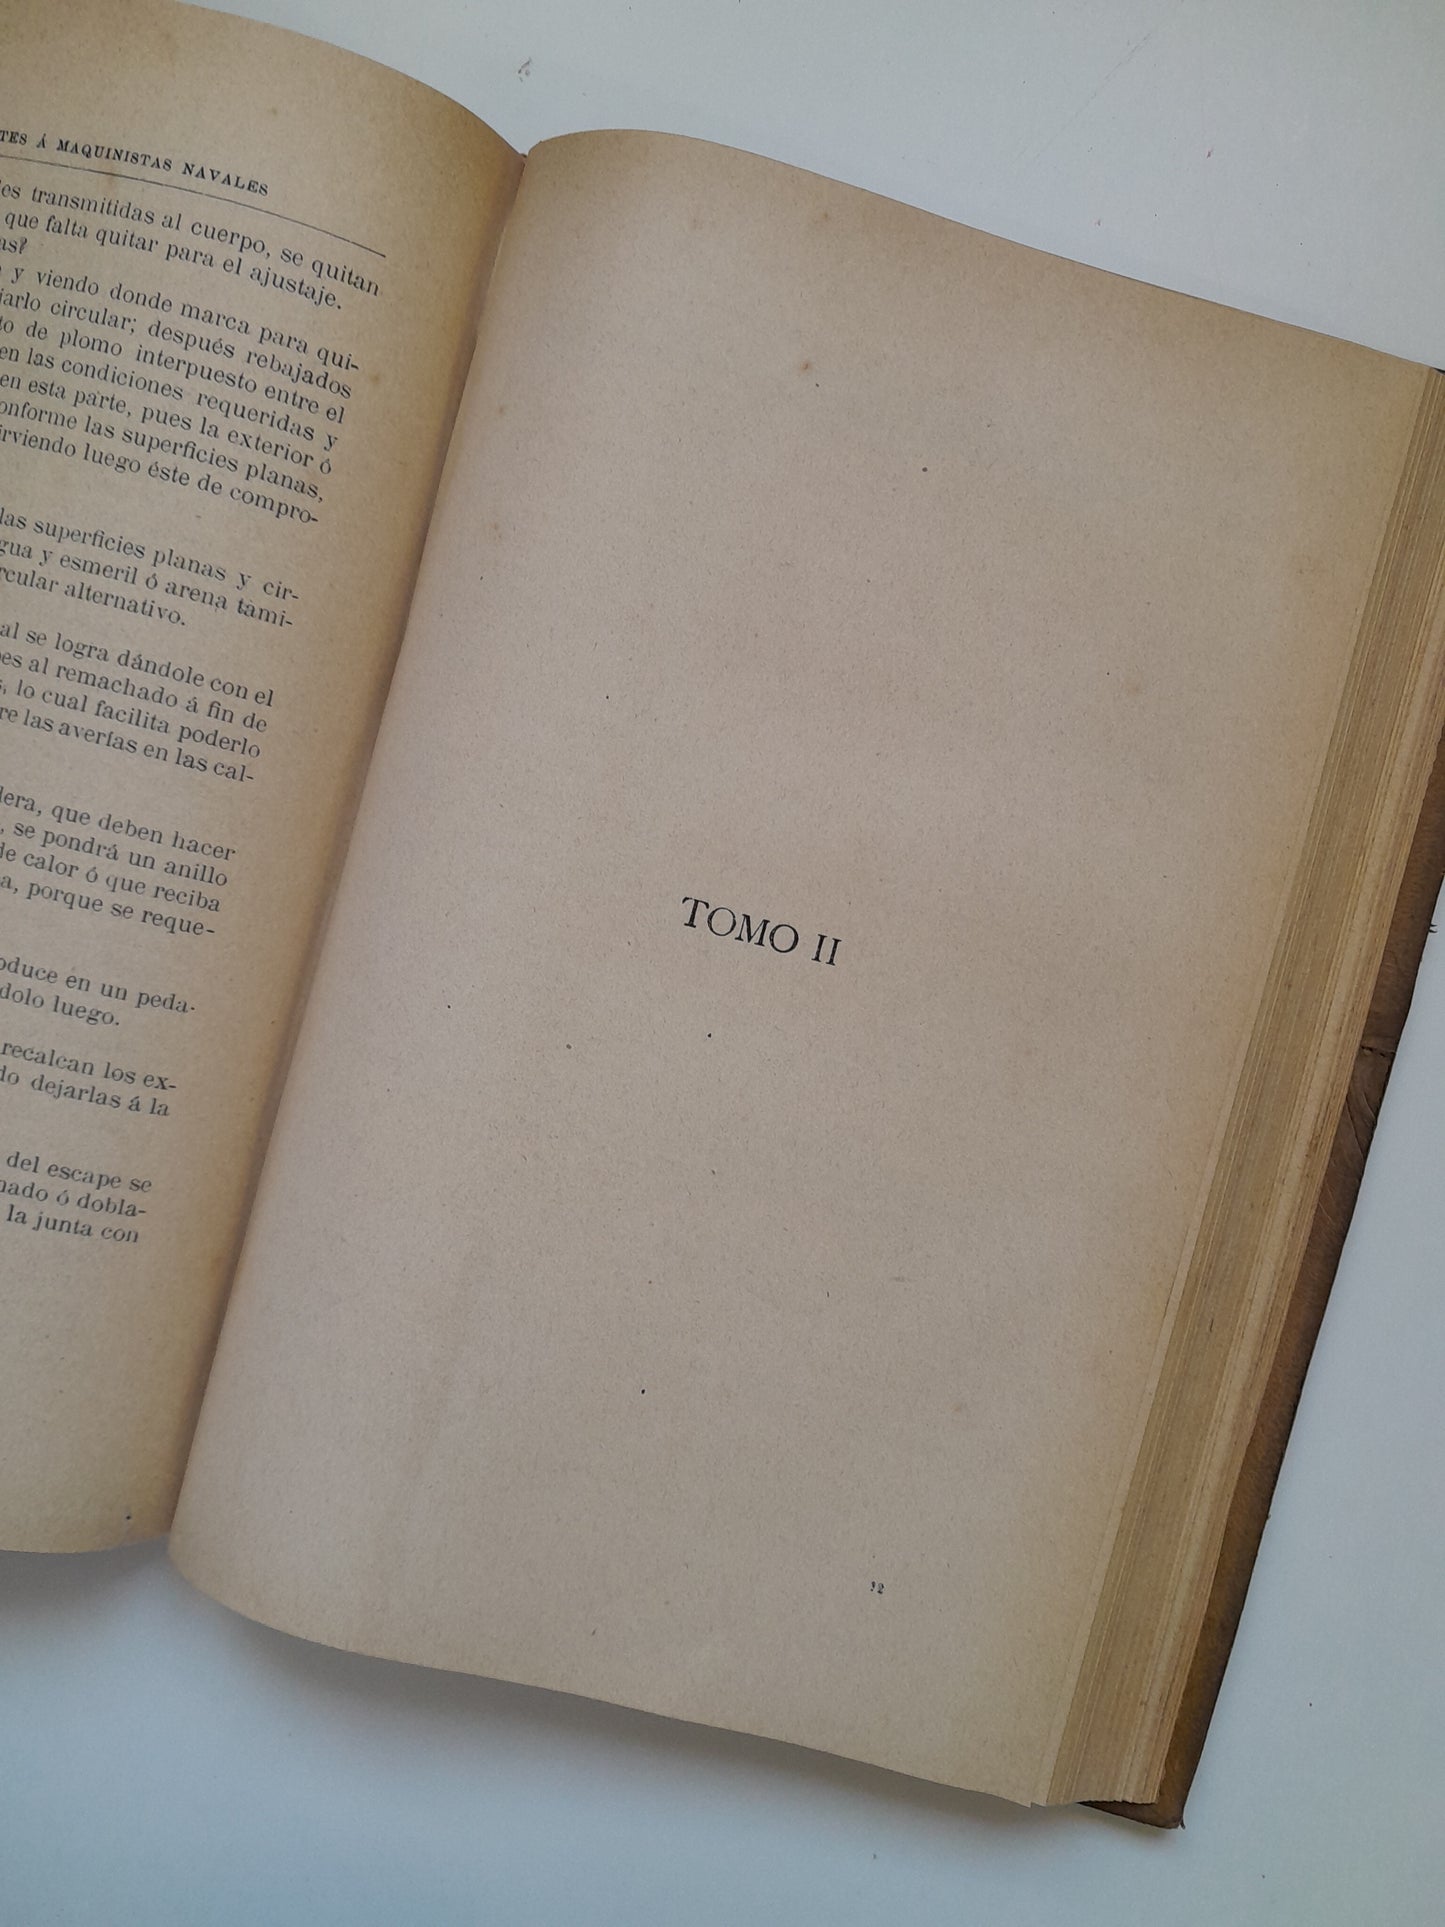 TES Á MAQUINISTAS NAVALES
es transmitidas al cuerpo, se quitan
que falta quitar para el ajustaje.
as?
y viendo donde marca para qui-
jarlo circular; después rebajados
to de plomo interpuesto entre el
en las condiciones requeridas y
en esta parte, pues la exterior ó
onforme las superficies planas,
irviendo luego éste de compro-
las superficies planas y cir-
gua y esmeril ó arena tami-
rcular alternativo.
al se logra dándole con el
es al remachado á fin de
, lo cual facilita poderlo
re las averías en las cal-
dera, que deben hacer
, se pondrá un anillo
de calor ó que reciba
a, porque se reque-
oduce en un peda-
dolo luego.
recalcan los ex-
do dejarlas á la
del escape se
nado ó dobla-
la junta con
TOMO II